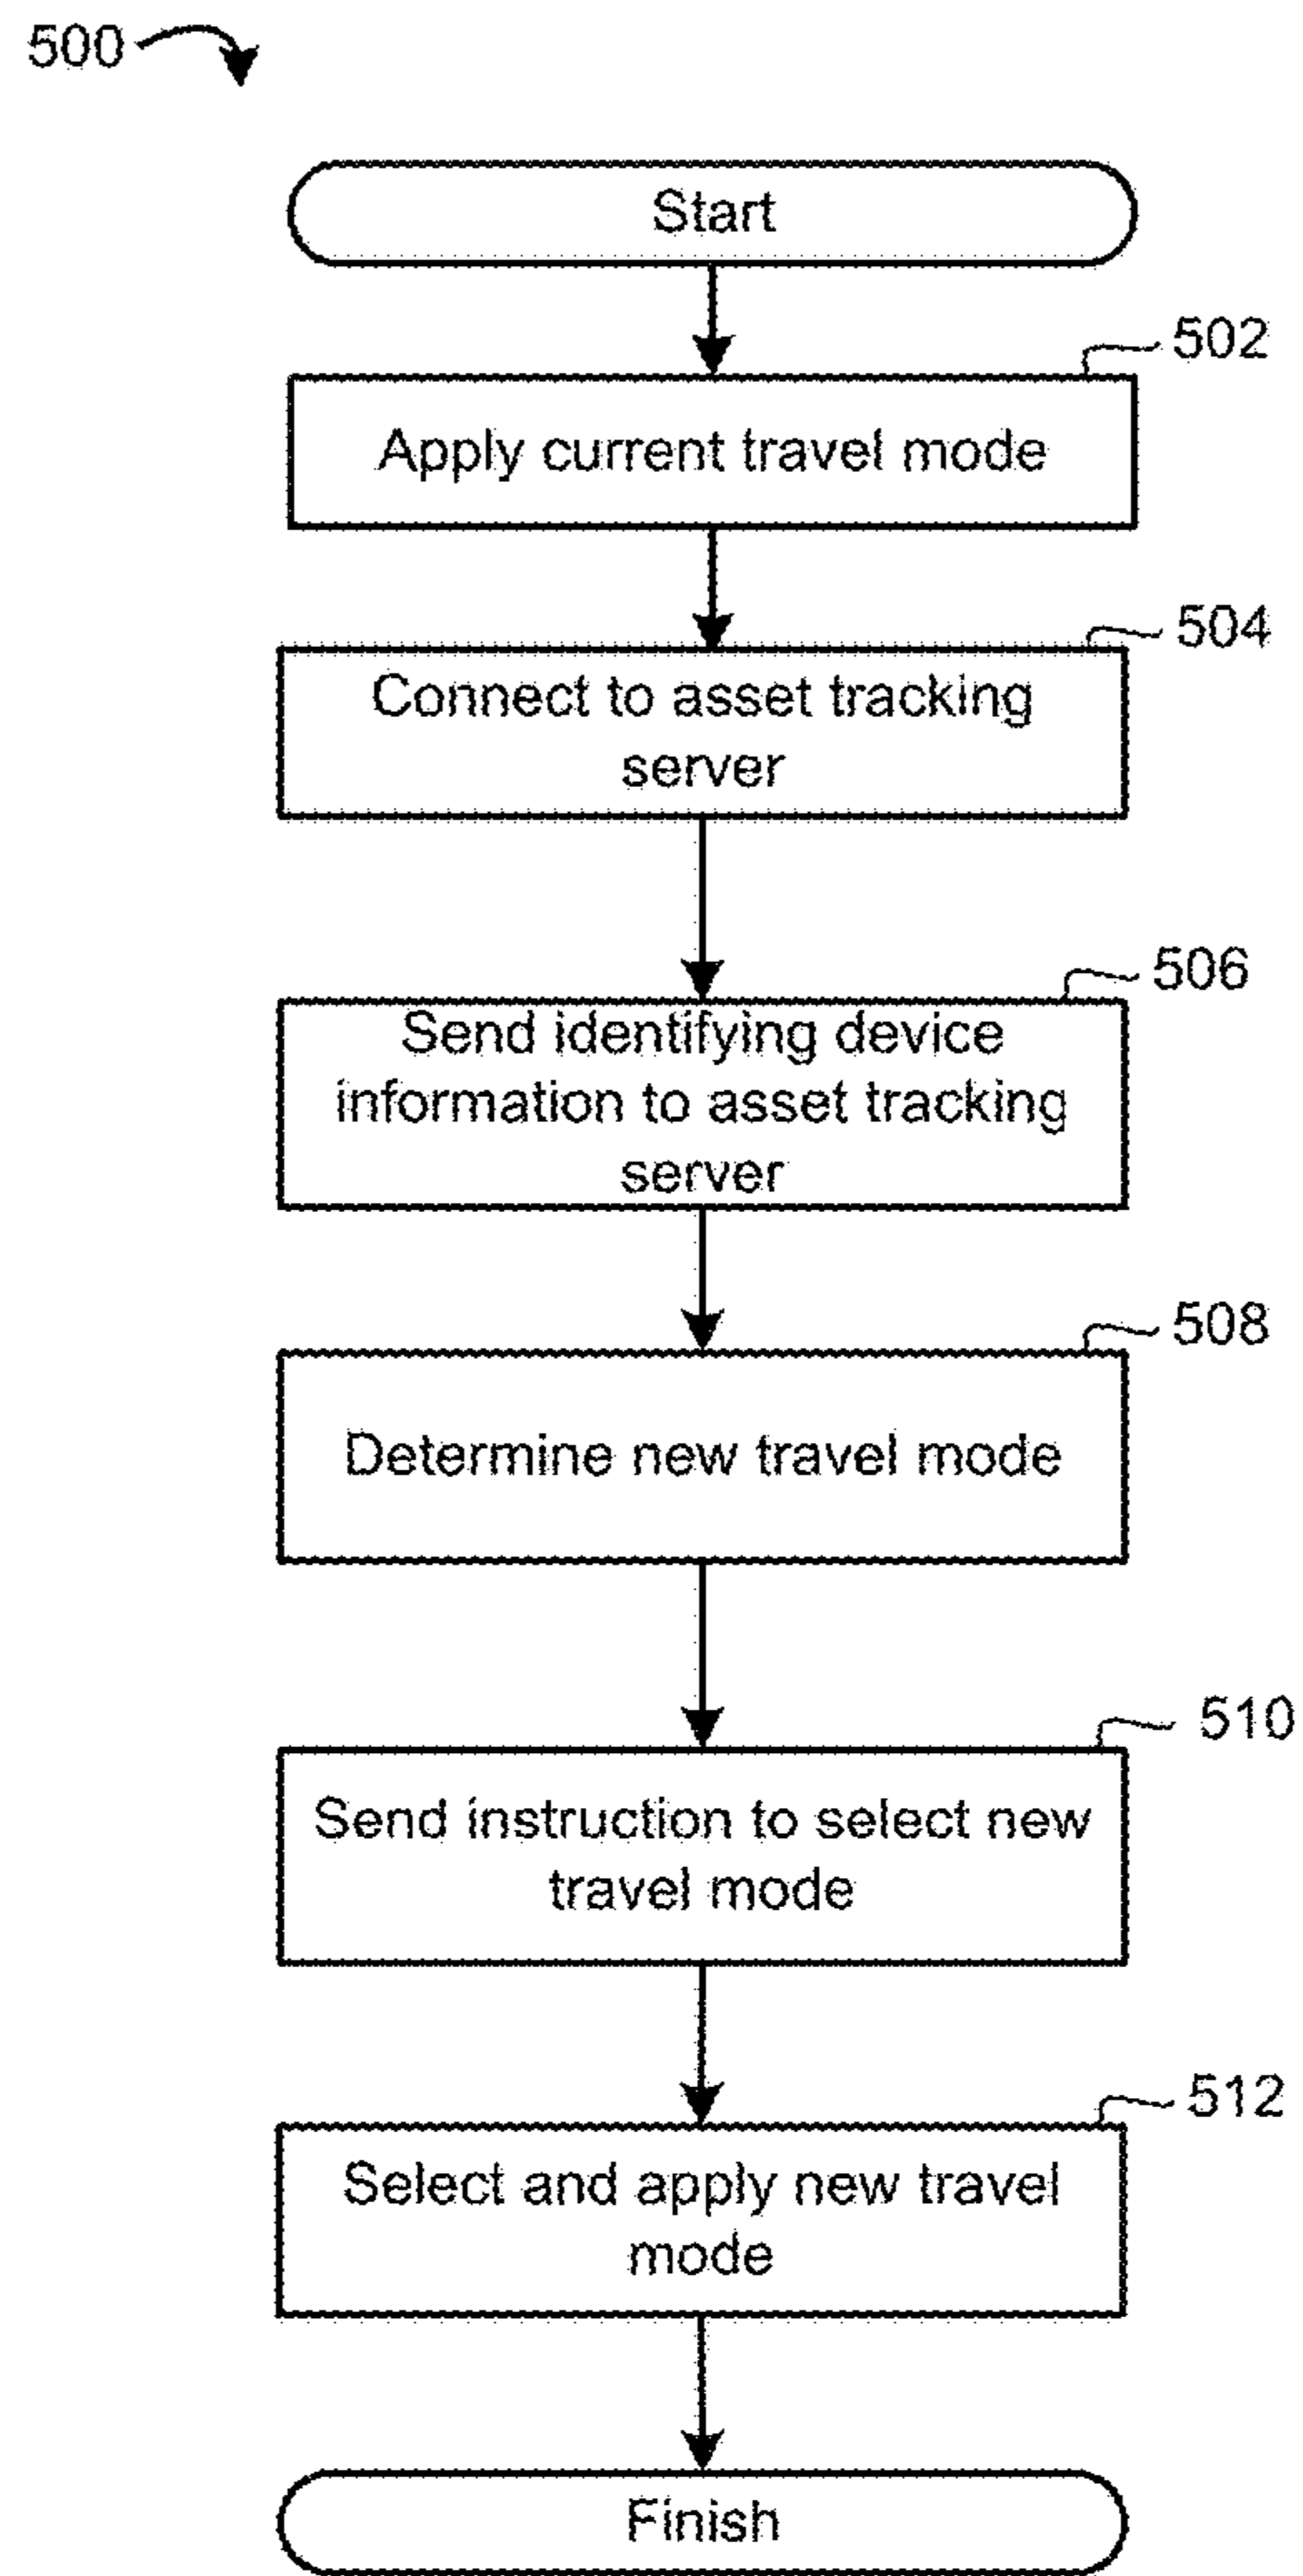 500
Start
502
Apply current travel mode
504
Connect to asset tracking
server
506
Send identifying device
information to asset tracking
server
508
Determine new travel mode
510
Send instruction to select new
travel mode
512
Select and apply new travel
mode
Finish